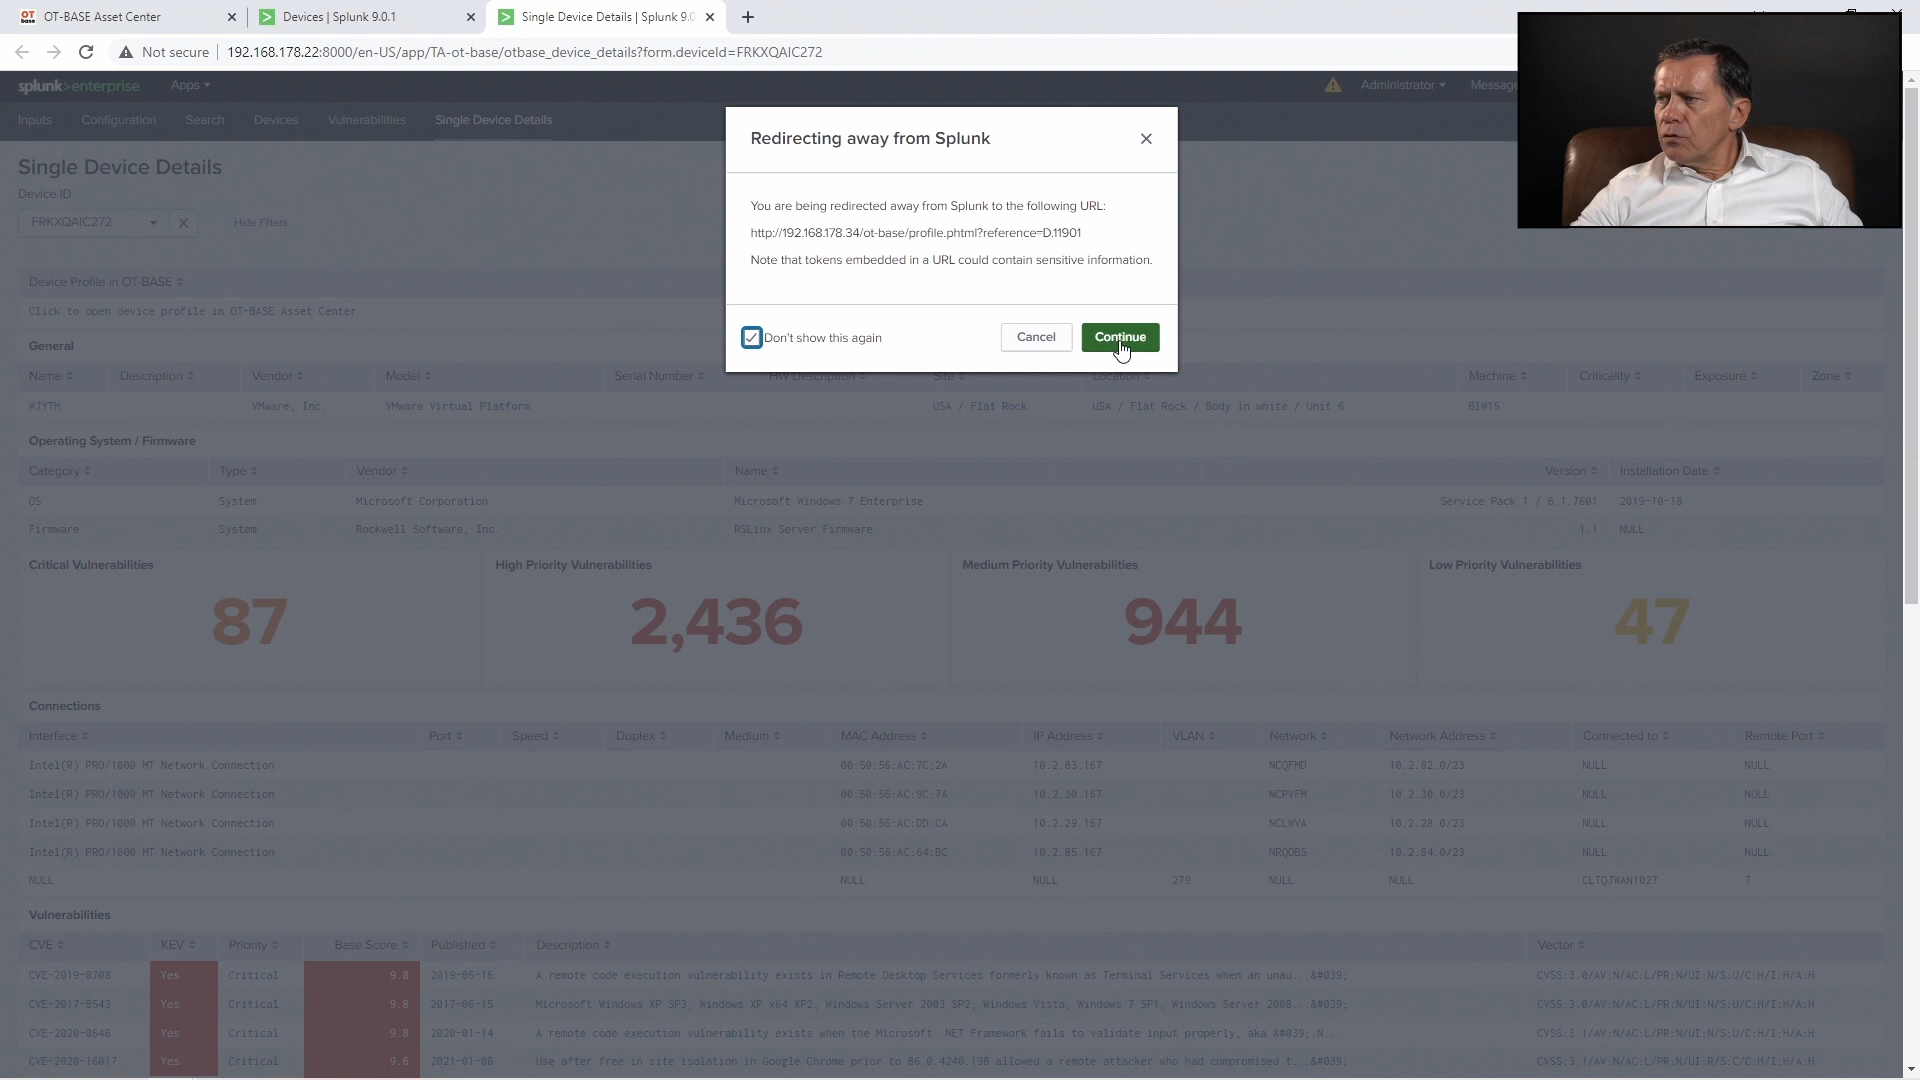 OT-BASE Asset Center
Devices | Splunk 9.0.1
Single Device Details | Splunk 9.0
Not secure
192.168.178.22:8000/en-US/app/TA-ot-base/otbase_device_details?form.deviceId=FRKXQAIC272
splunk>enterprise Apps Administrator Messag
Inputs Configuration Search Devices Vulnerabilities Single Device Details
Redirecting away from Splunk
You are being redirected away from Splunk to the following URL:
http://192.168.178.34/ot-base/profile.phtml?reference=D.11901
Note that tokens embedded in a URL could contain sensitive information.
Don't show this again Cancel Continue
Single Device Details
Device ID
FRKXQAIC272 Hide Filters
Device Profile in OT-BASE
Click to open device profile in OT-BASE Asset Center
General
Name Description Vendor Model Serial Number HW Description Site Location Machine Criticality Exposure Zone
WJYTH VMware, Inc. VMware Virtual Platform USA / Flat Rock USA / Flat Rock / Body in white / Unit 6 BIW15
Operating System / Firmware
Category Type Vendor Name Version Installation Date
OS System Microsoft Corporation Microsoft Windows 7 Enterprise Service Pack 1 / 6.1.7601 2019-10-18
Firmware System Rockwell Software, Inc. RSLinx Server Firmware 1.1 NULL
Critical Vulnerabilities High Priority Vulnerabilities Medium Priority Vulnerabilities Low Priority Vulnerabilities
87 2,436 944 47
Connections
Interface Port Speed Duplex Medium MAC Address IP Address VLAN Network Network Address Connected to Remote Port
Intel(R) PRO/1000 MT Network Connection 00:50:56:AC:7C:2A 10.2.83.167 NCQFMD 10.2.82.0/23 NULL NULL
Intel(R) PRO/1000 MT Network Connection 00:50:56:AC:9C:7A 10.2.30.167 NCPVFM 10.2.30.0/23 NULL NULL
Intel(R) PRO/1000 MT Network Connection 00:50:56:AC:DD:CA 10.2.29.167 NCLWVA 10.2.28.0/23 NULL NULL
Intel(R) PRO/1000 MT Network Connection 00:50:56:AC:64:BC 10.2.85.167 NRQOBS 10.2.84.0/23 NULL NULL
NULL NULL NULL 279 NULL NULL CLTQJWAN1027 7
Vulnerabilities
CVE KEV Priority Base Score Published Description Vector
CVE-2019-0708 Yes Critical 9.8 2019-05-16 A remote code execution vulnerability exists in Remote Desktop Services formerly known as Terminal Services when an unau...&#039; CVSS:3.0/AV:N/AC:L/PR:N/UI:N/S:U/C:H/I:H/A:H
CVE-2017-8543 Yes Critical 9.8 2017-06-15 Microsoft Windows XP SP3, Windows XP x64 XP2, Windows Server 2003 SP2, Windows Vista, Windows 7 SP1, Windows Server 2008...&#039; CVSS:3.0/AV:N/AC:L/PR:N/UI:N/S:U/C:H/I:H/A:H
CVE-2020-0646 Yes Critical 9.8 2020-01-14 A remote code execution vulnerability exists when the Microsoft .NET Framework fails to validate input properly, aka &#039;.N... CVSS:3.1/AV:N/AC:L/PR:N/UI:N/S:U/C:H/I:H/A:H
CVE-2020-16017 Yes Critical 9.6 2021-01-08 Use after free in site isolation in Google Chrome prior to 86.0.4240.198 allowed a remote attacker who had compromised t...&#039; CVSS:3.1/AV:N/AC:L/PR:N/UI:R/S:C/C:H/I:H/A:H